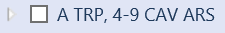 A TRP, 4-9 CAV ARS